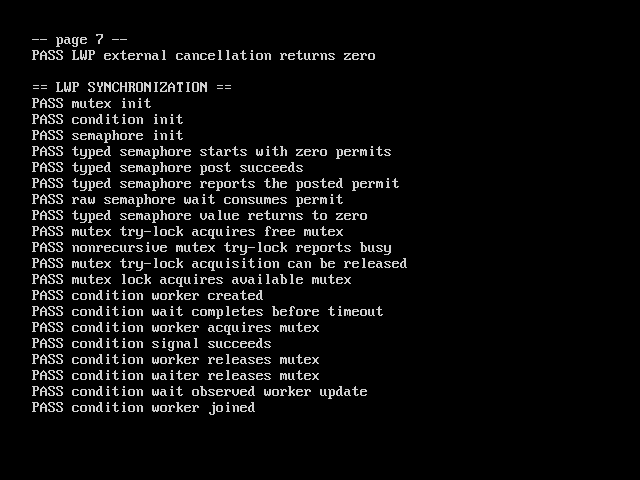 -- page 7 --
PASS LWP external cancellation returns zero
== LWP SYNCHRONIZATION ==
PASS mutex init
PASS condition init
PASS semaphore init
PASS typed semaphore starts with zero permits
PASS typed semaphore post succeeds
PASS typed semaphore reports the posted permit
PASS raw semaphore wait consumes permit
PASS typed semaphore value returns to zero
PASS mutex try-lock acquires free mutex
PASS nonrecursive mutex try-lock reports busy
PASS mutex try-lock acquisition can be released
PASS mutex lock acquires available mutex
PASS condition worker created
PASS condition wait completes before timeout
PASS condition worker acquires mutex
PASS condition signal succeeds
PASS condition worker releases mutex
PASS condition waiter releases mutex
PASS condition wait observed worker update
PASS condition worker joined